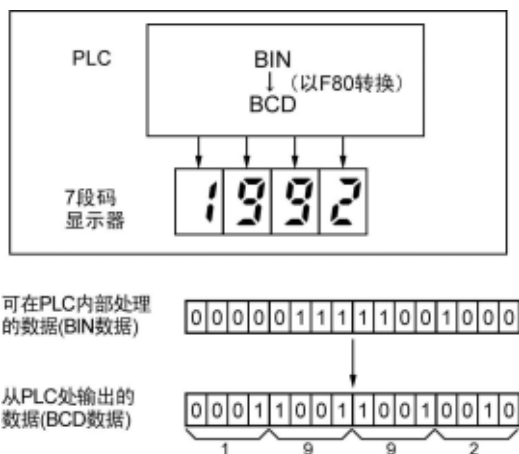 PLC
BIN
↓ (以F80转换)
BCD
7段码
显示器
1992
可在PLC内部处理
的数据(BIN数据)
0000011111001000
从PLC处输出的
数据(BCD数据)
0001100110010010
1 9 9 2